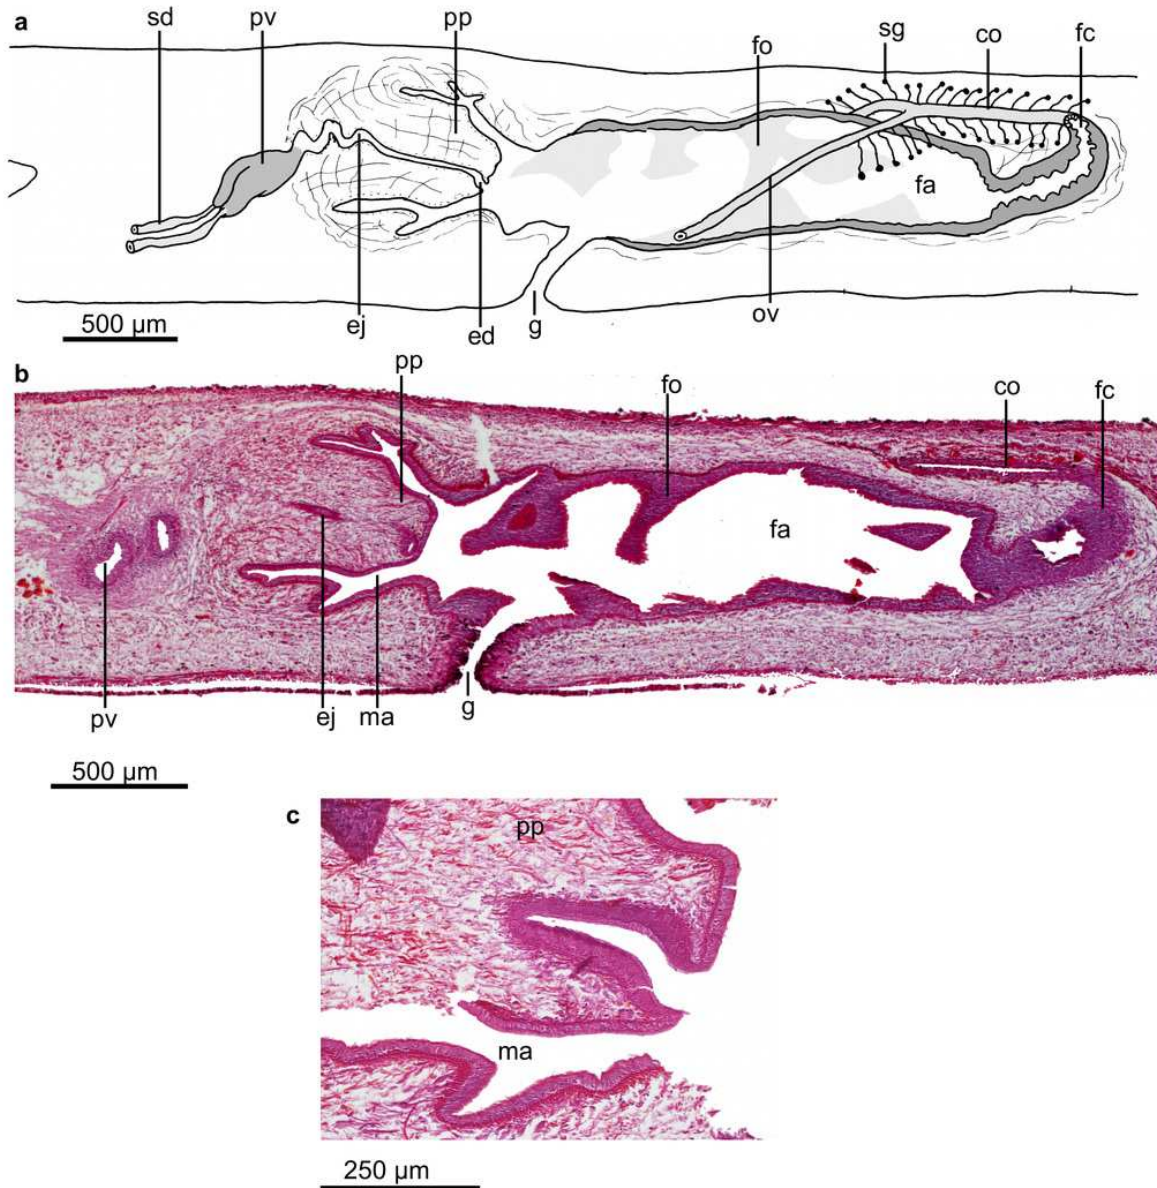 a
sd pv pp fo sg co fc
fa
500 µm
ej ed g ov
b
pp fo co fc
fa
pv ej ma g
500 µm
c
pp
ma
250 µm